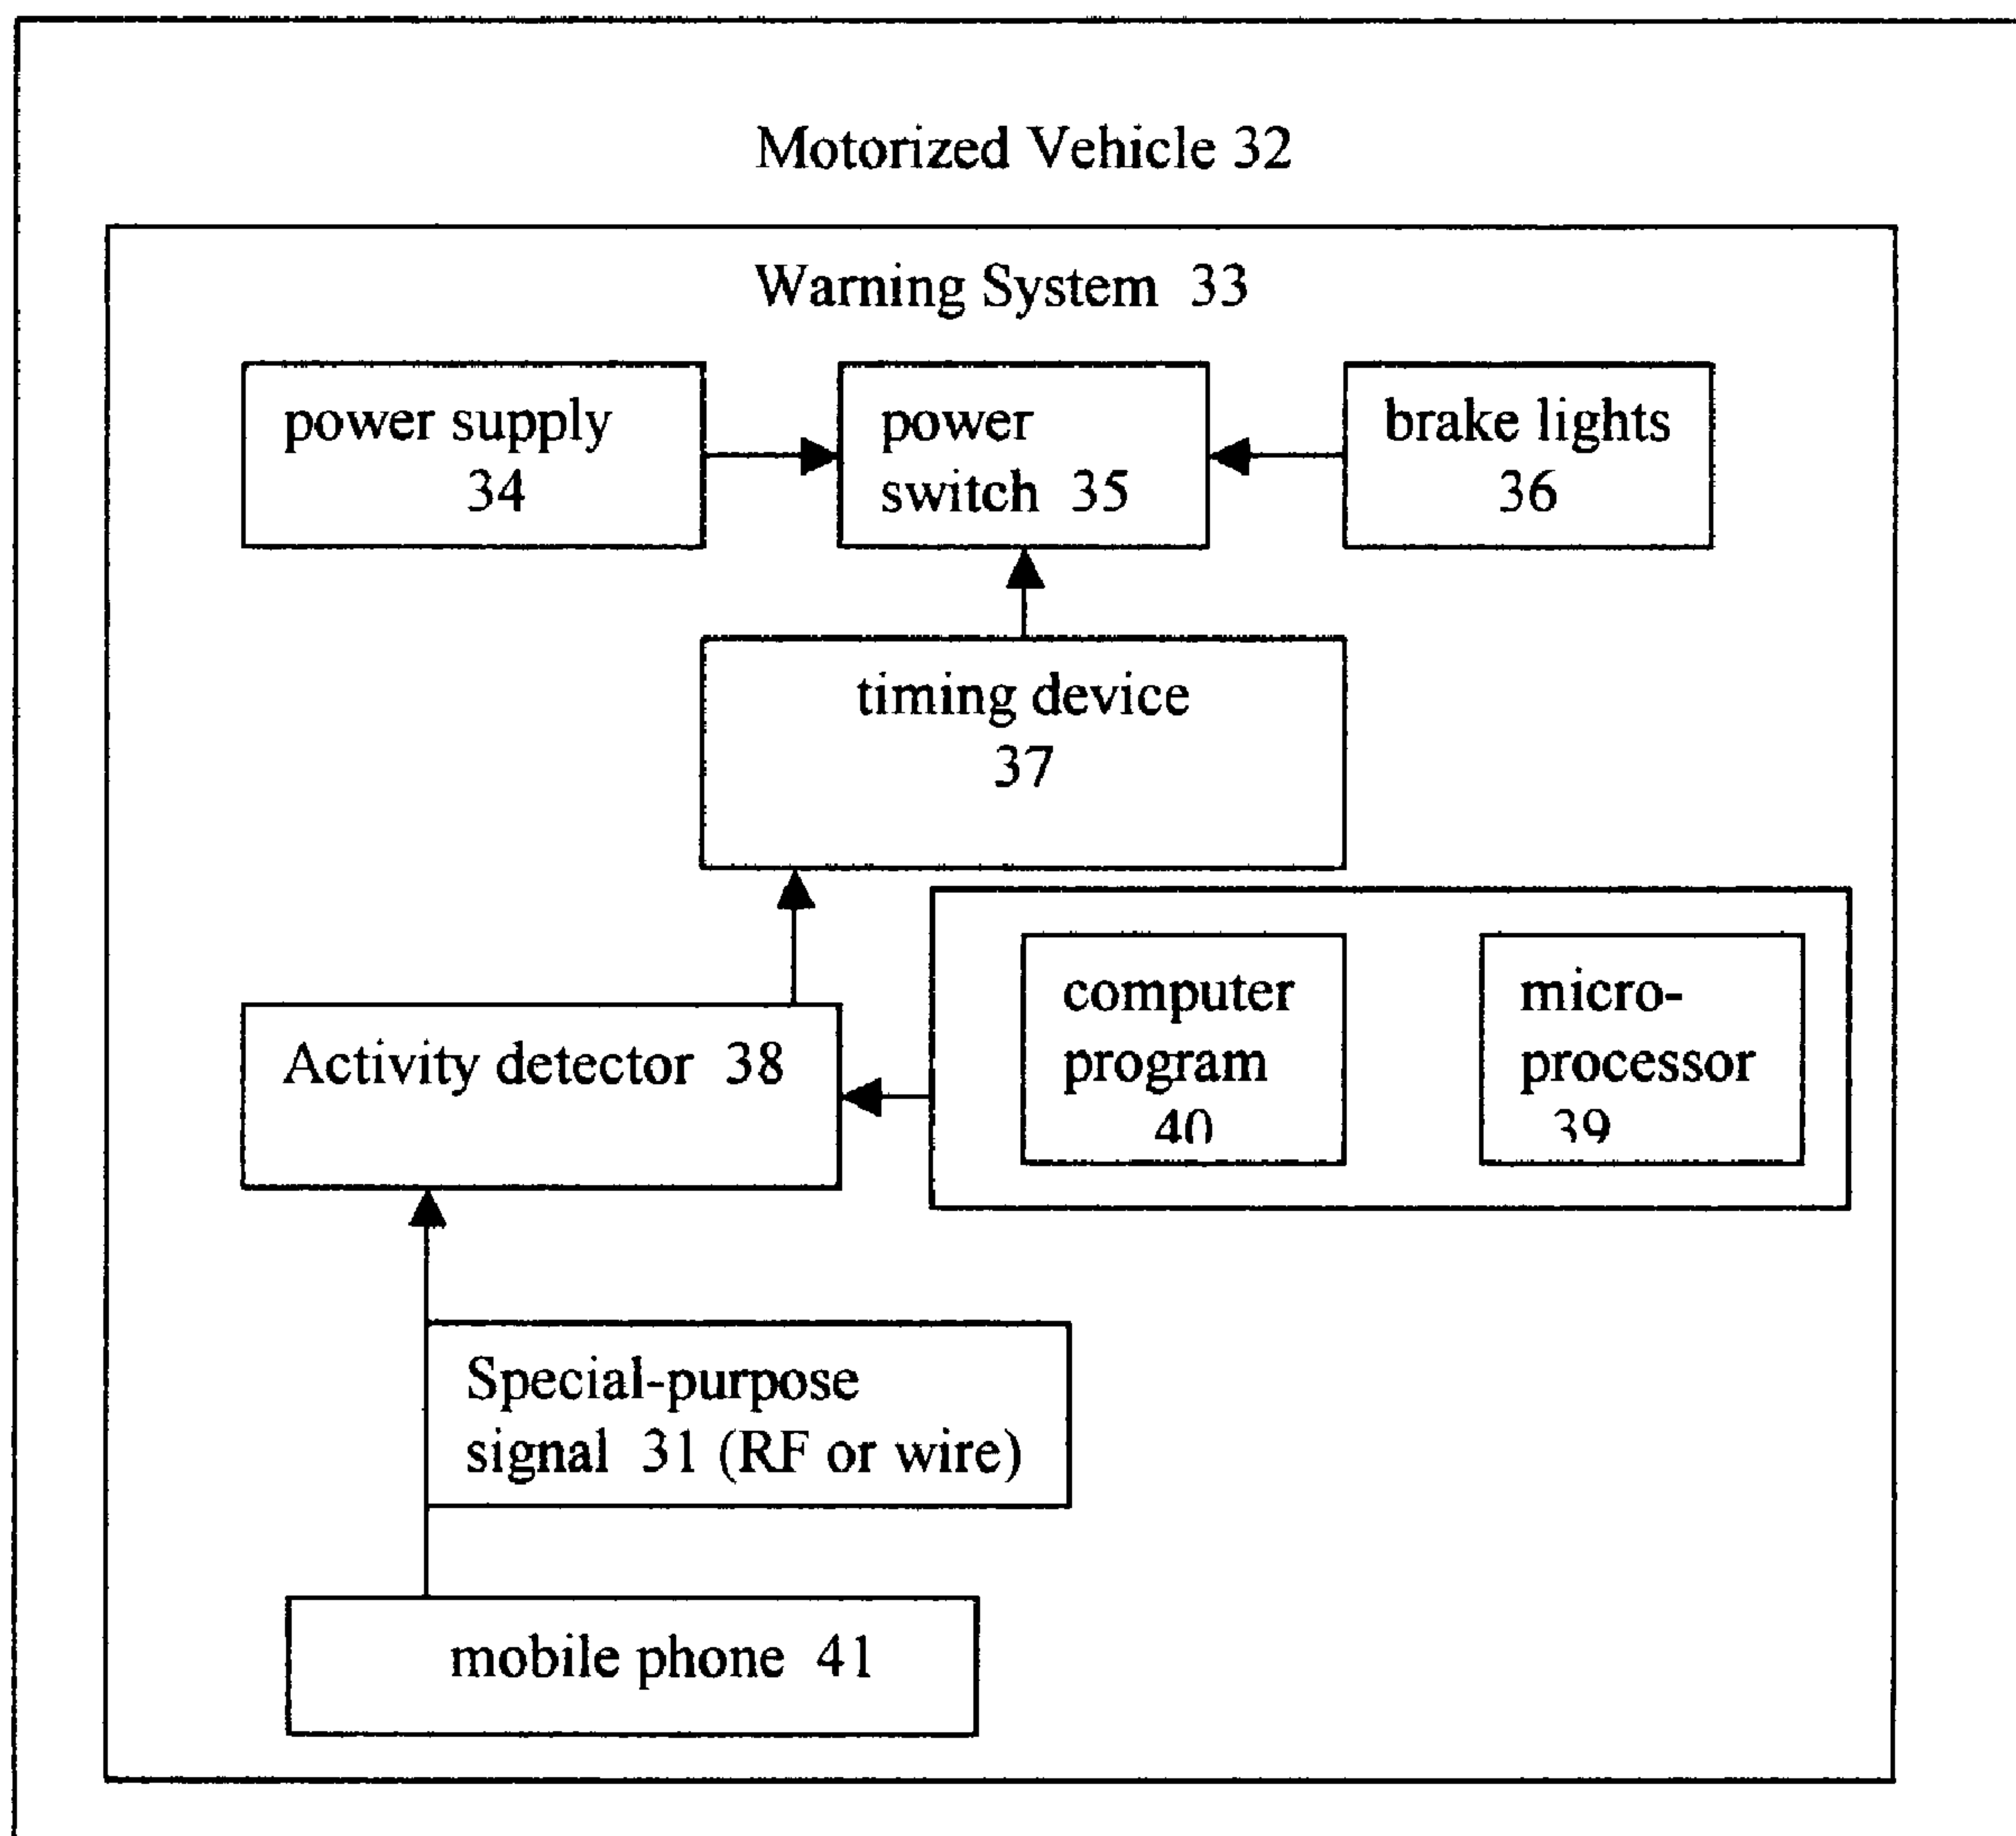 Motorized Vehicle 32
Warning System 33
power supply
34
power
switch 35
brake lights
36
timing device
37
Activity detector 38
computer
program
40
micro-
processor
39
Special-purpose
signal 31 (RF or wire)
mobile phone 41